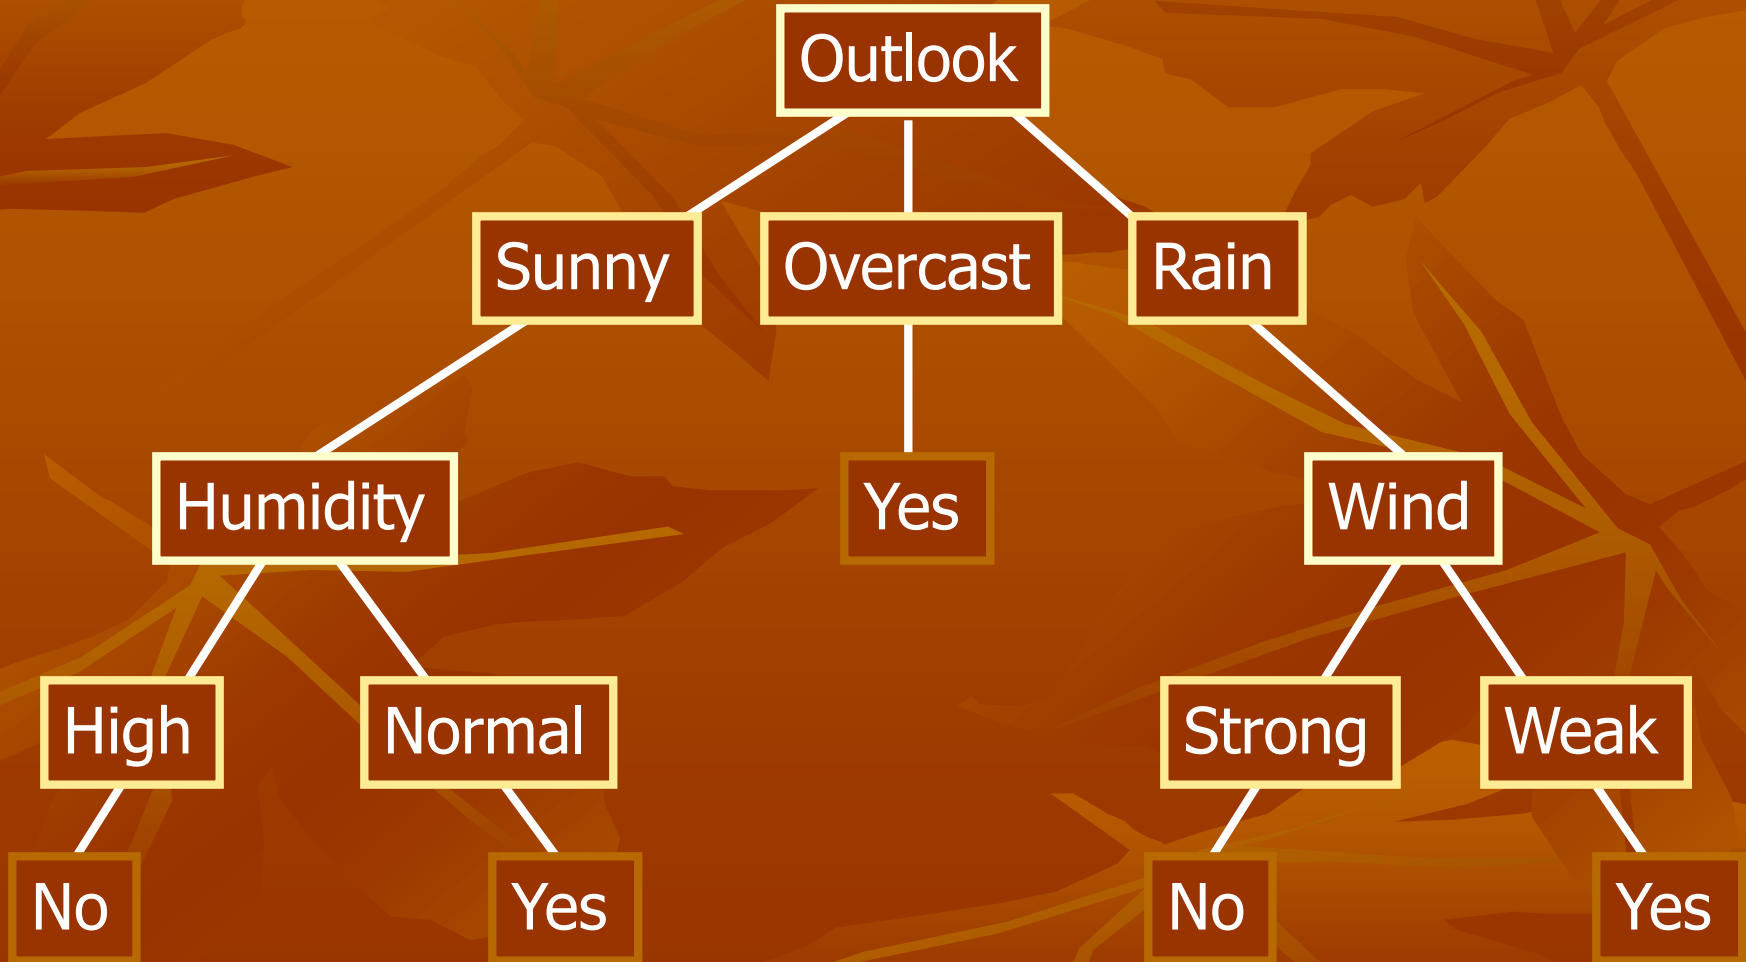 Outlook
Sunny Overcast Rain
Humidity Yes Wind
High Normal Strong Weak
No Yes No Yes